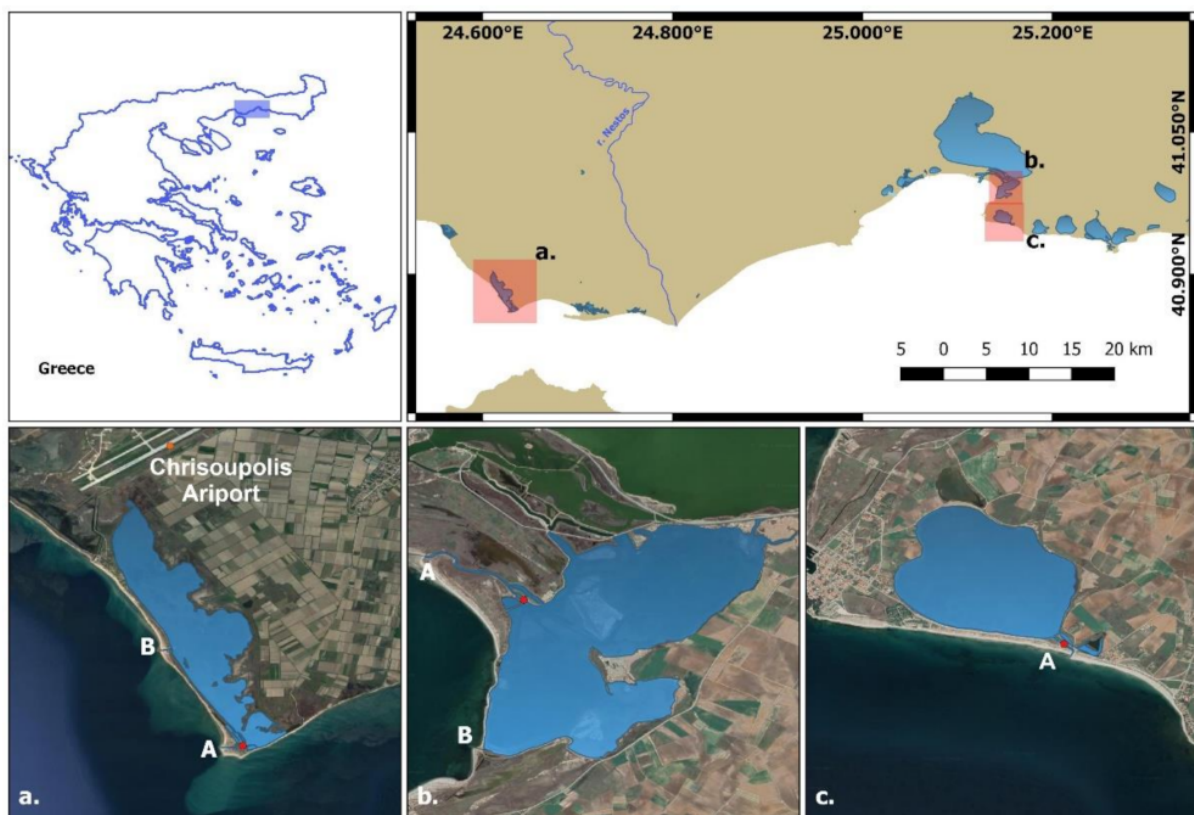 Greece
24.600°E 24.800°E 25.000°E 25.200°E
41.050°N
40.900°N
r. Nestos
a.
b.
c.
5 0 5 10 15 20 km
Chrisoupolis
Ariport
B
A
a.
A
B
b.
A
c.